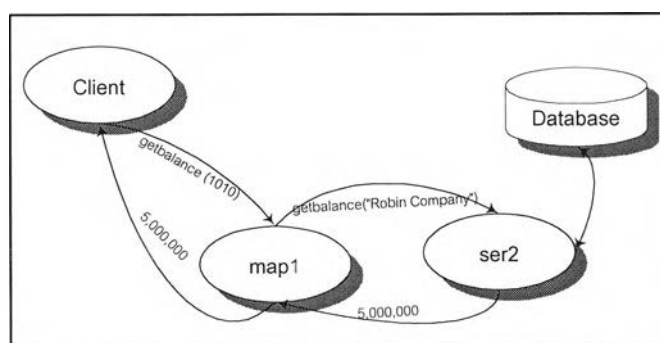 Client
Database
getbalance (1010)
getbalance("Robin Company")
5,000,000
map1
ser2
5,000,000